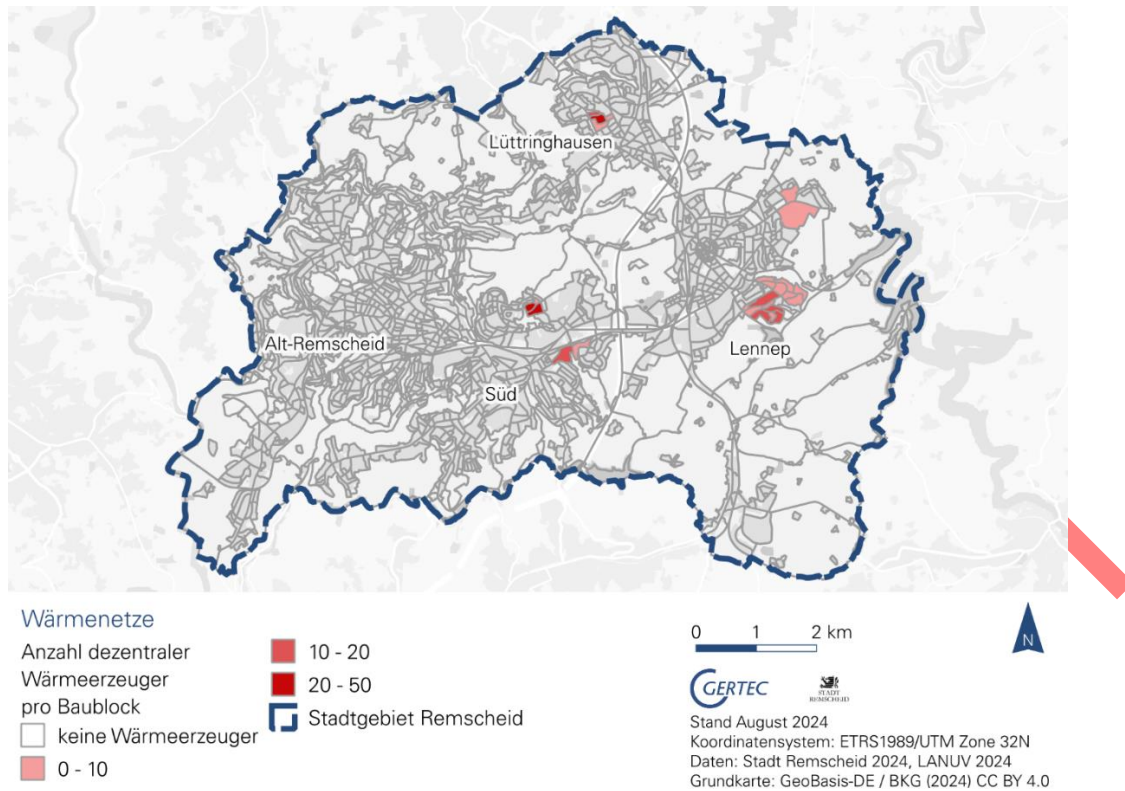 Lüttringhausen
Alt-Remscheid
Lennep
Süd
Wärmenetze
Anzahl dezentraler
Wärmeerzeuger
pro Baublock
keine Wärmeerzeuger
0 - 10
10 - 20
20 - 50
Stadtgebiet Remscheid
0 1 2 km
N
GERTEC
STADT
REMSCHEID
Stand August 2024
Koordinatensystem: ETRS1989/UTM Zone 32N
Daten: Stadt Remscheid 2024, LANUV 2024
Grundkarte: GeoBasis-DE / BKG (2024) CC BY 4.0